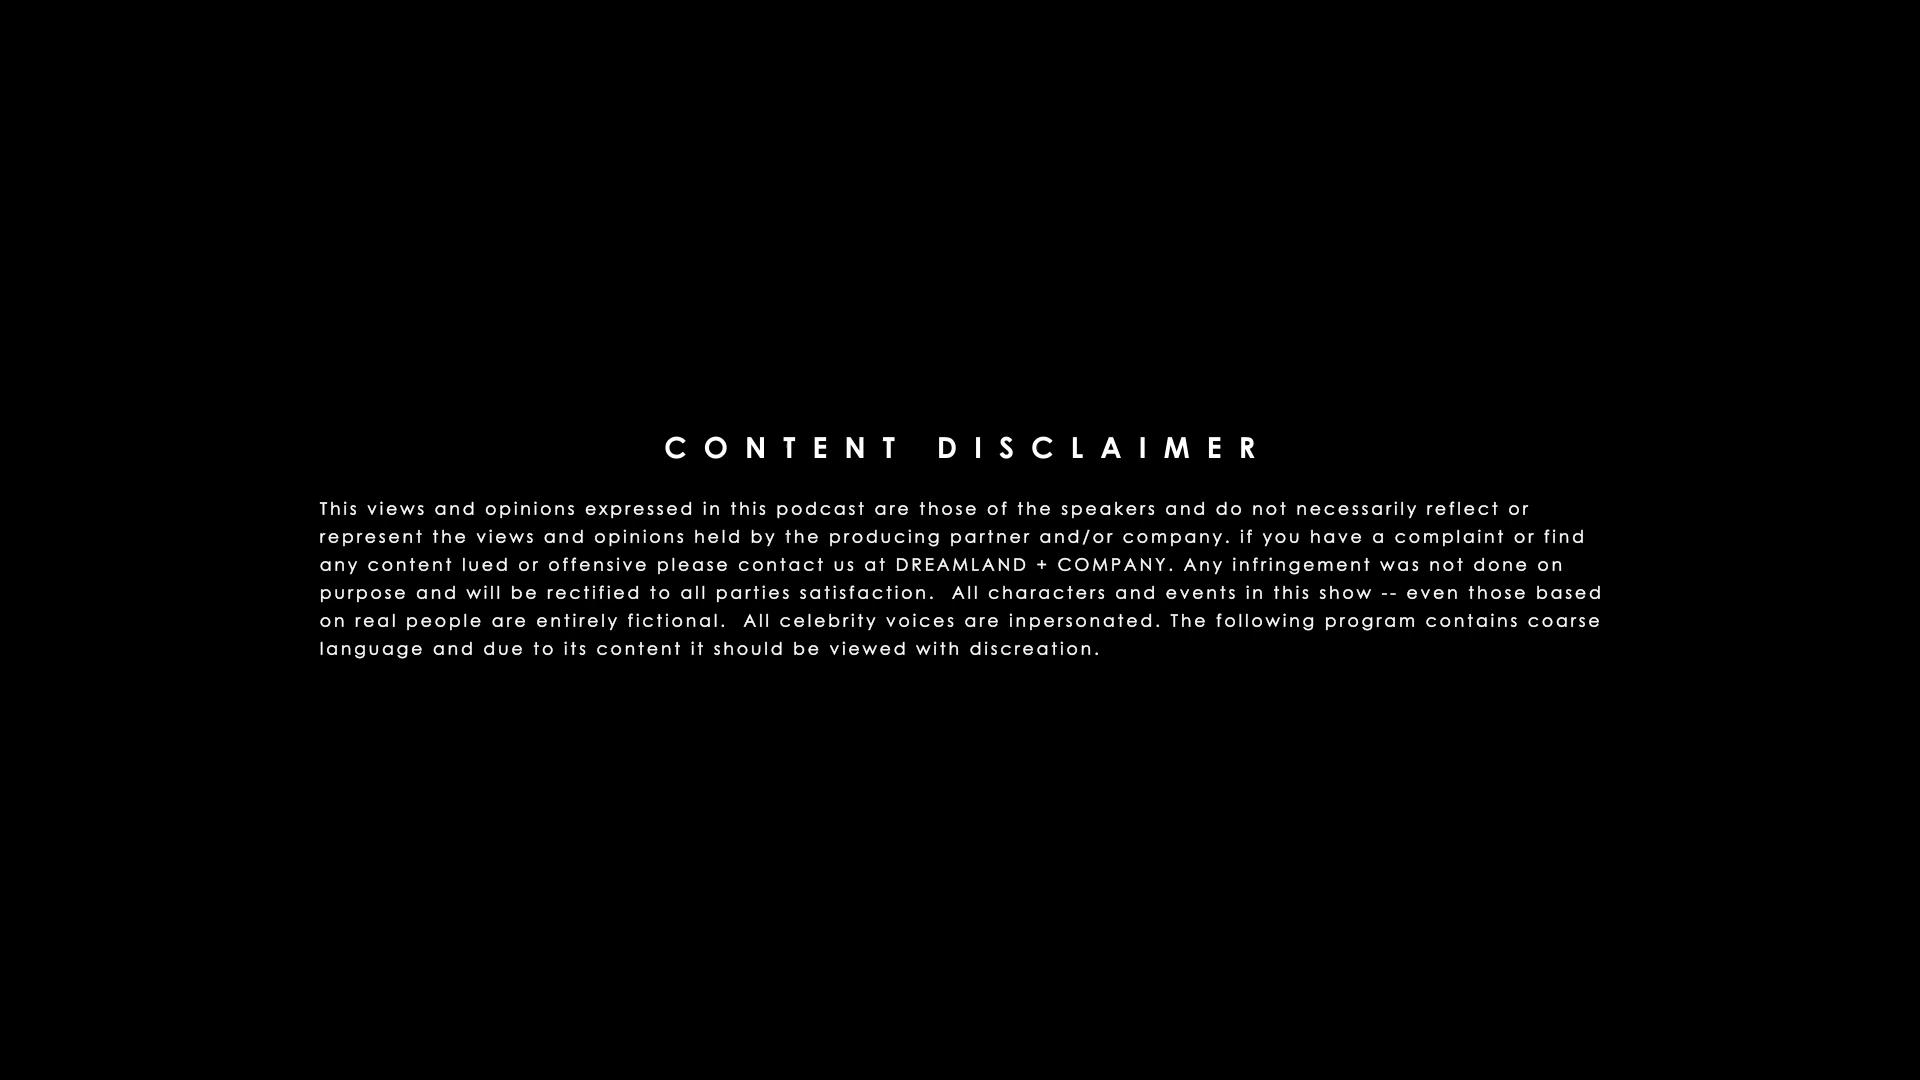 CONTENT DISCLAIMER
This views and opinions expressed in this podcast are those of the speakers and do not necessarily reflect or
represent the views and opinions held by the producing partner and/or company. if you have a complaint or find
any content lued or offensive please contact us at DREAMLAND + COMPANY. Any infringement was not done on
purpose and will be rectified to all parties satisfaction.  All characters and events in this show -- even those based
on real people are entirely fictional.  All celebrity voices are inpersonated. The following program contains coarse
language and due to its content it should be viewed with discreation.